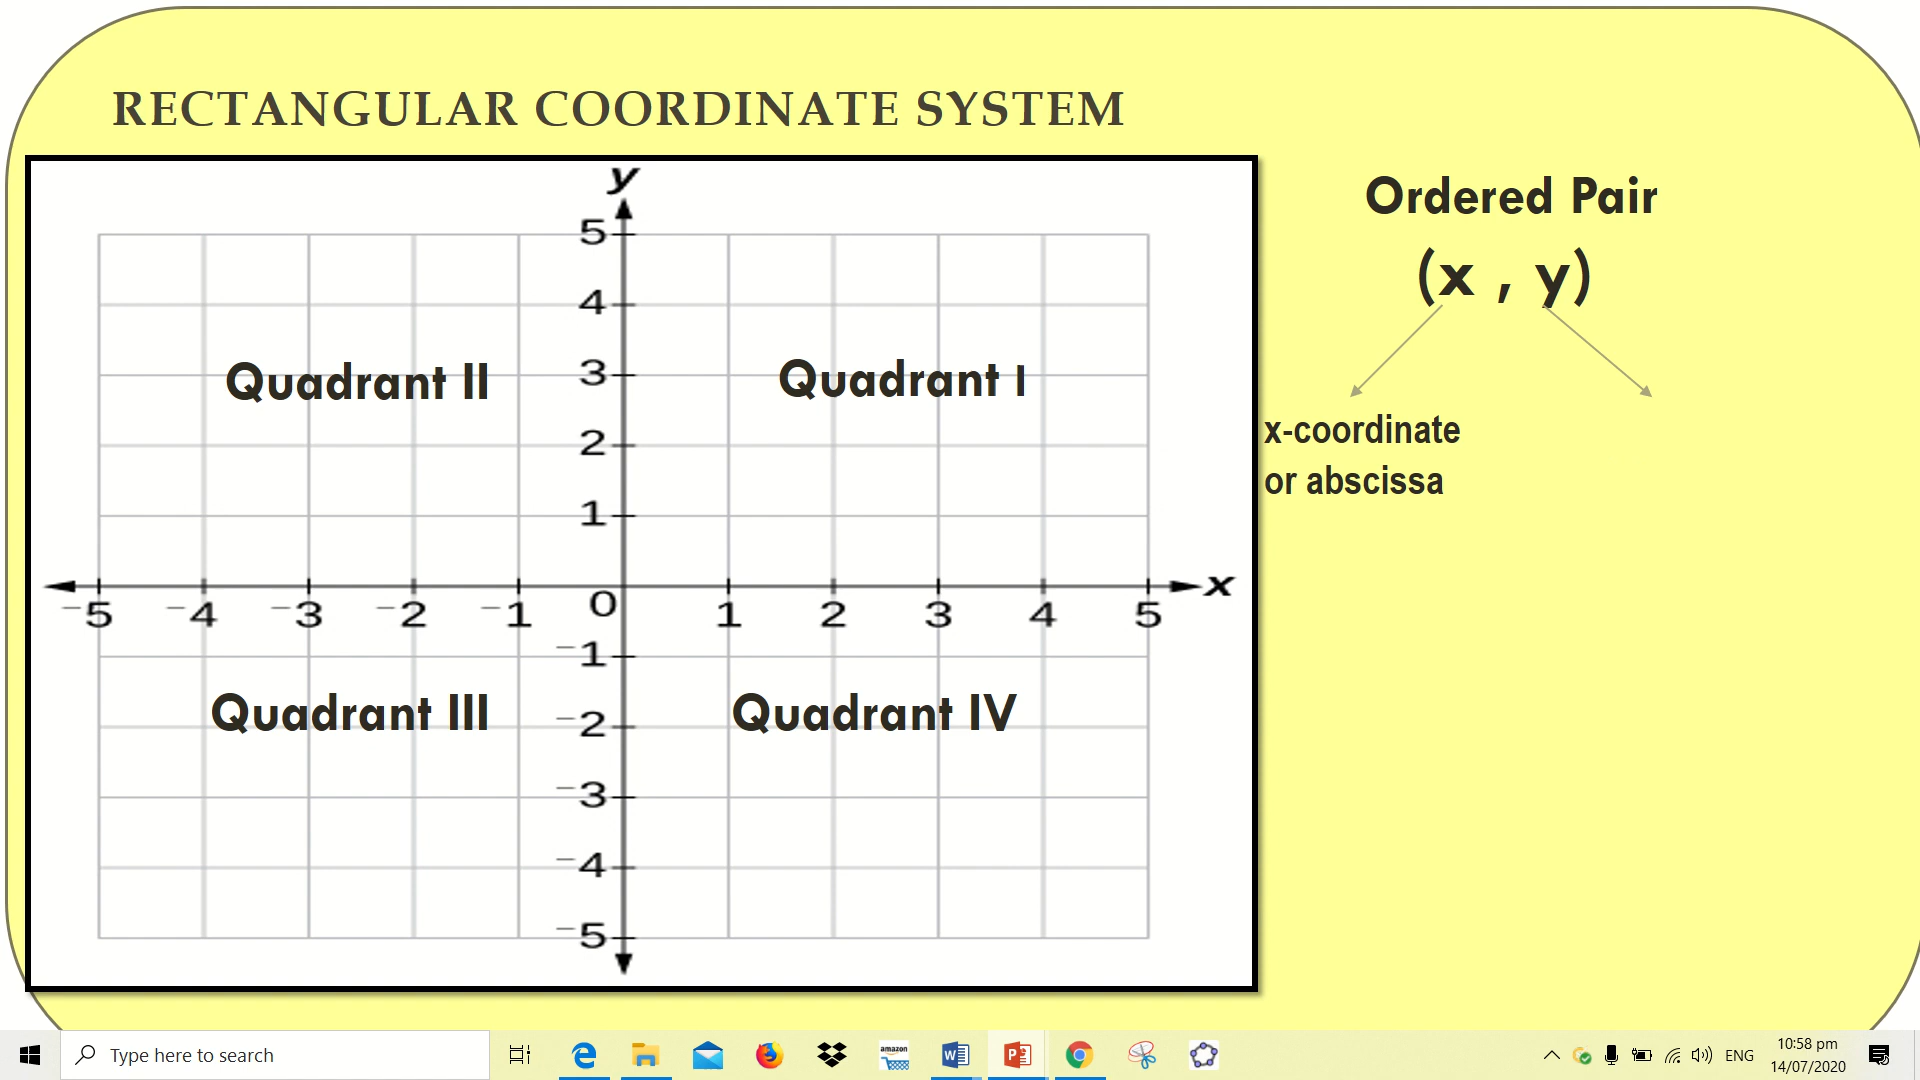 RECTANGULAR COORDINATE SYSTEM
y
5
4
3
2
1
Quadrant II
Quadrant I
x
-5 -4 -3 -2 -1 0 1 2 3 4 5
-1
-2
-3
-4
-5
Quadrant III
Quadrant IV
Ordered Pair
(x , y)
x-coordinate
or abscissa
Type here to search
amazon
ENG
10:58 pm
14/07/2020